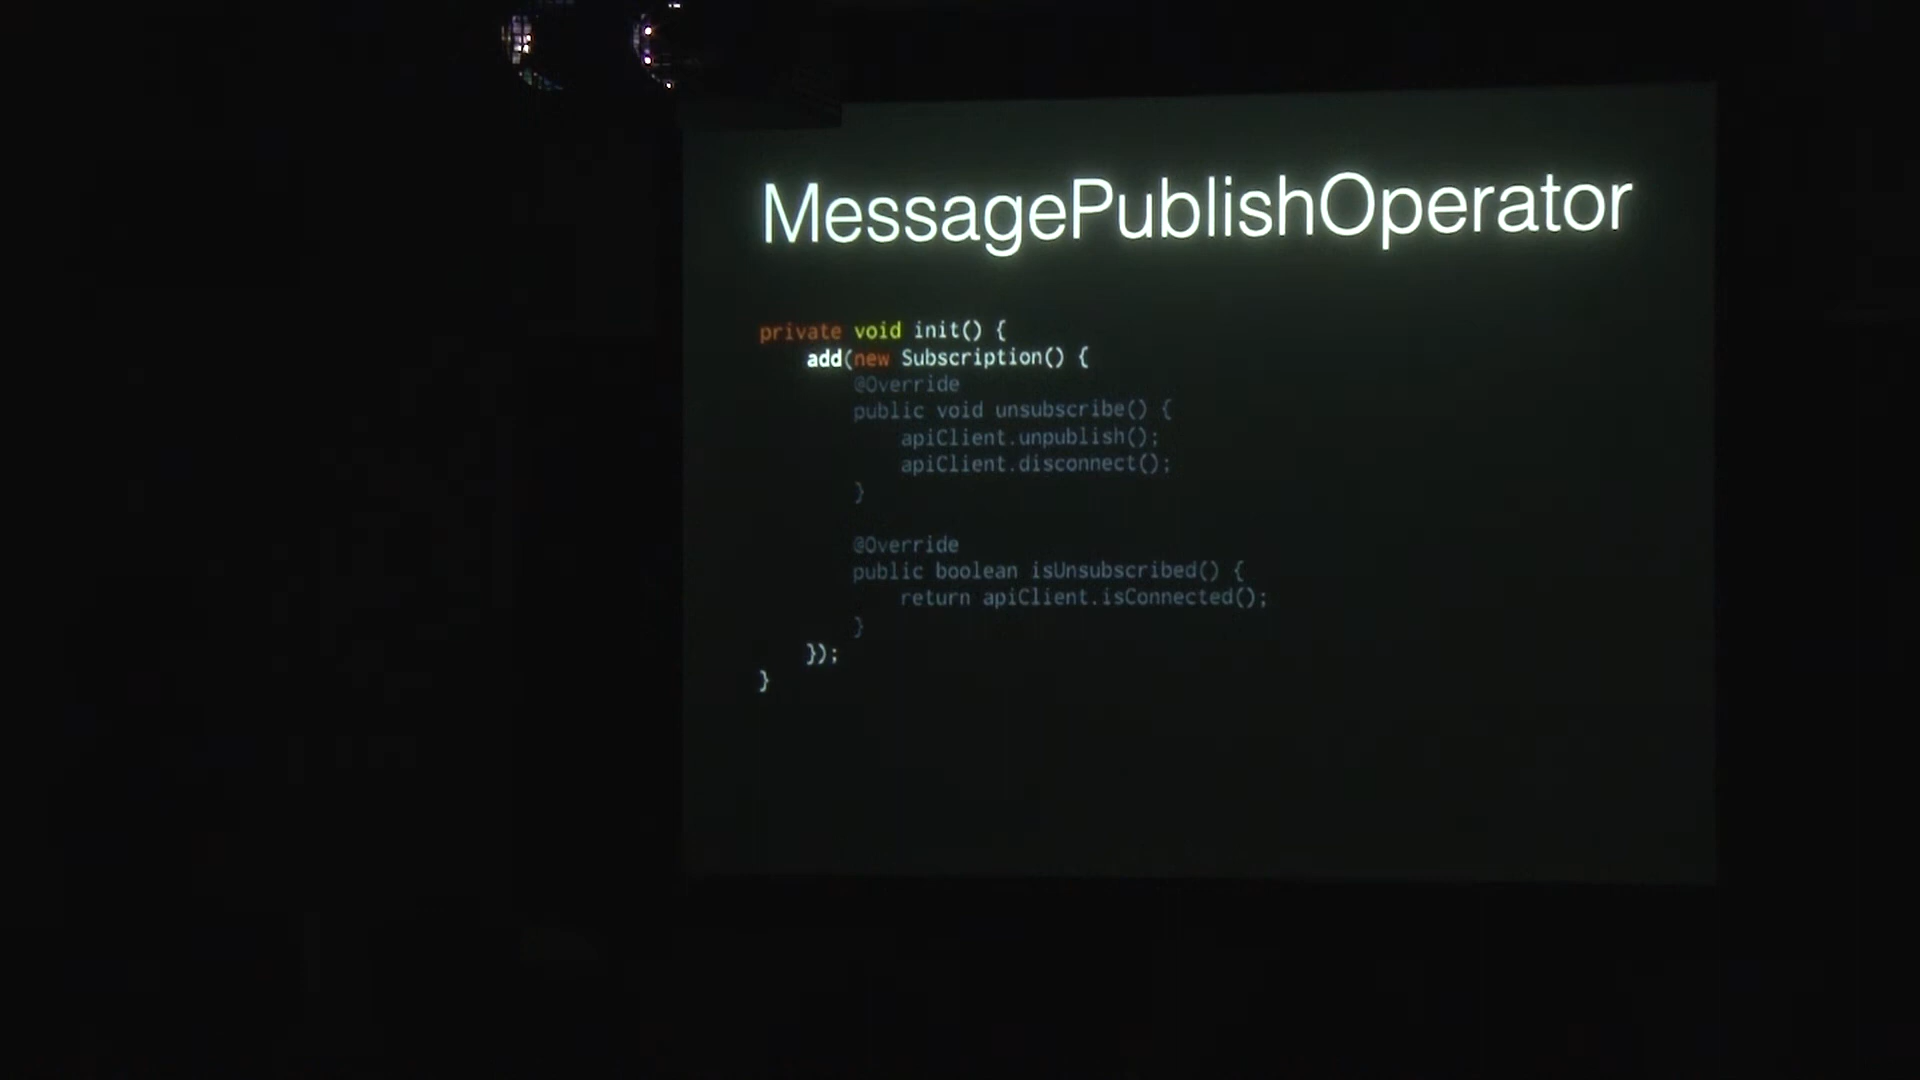 MessagePublishOperator
private void init() {
    add(new Subscription() {
        @Override
        public void unsubscribe() {
            apiClient.unpublish();
            apiClient.disconnect();
        }
        @Override
        public boolean isUnsubscribed() {
            return apiClient.isConnected();
        }
    });
}